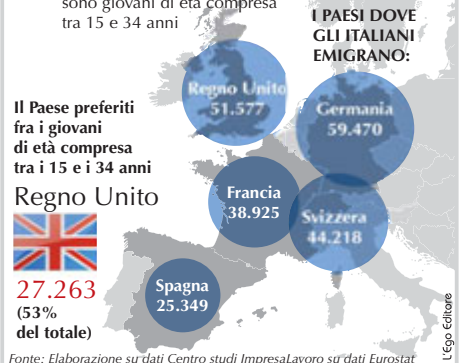 sono giovani di età compresa
tra 15 e 34 anni
I PAESI DOVE
GLI ITALIANI
EMIGRANO:
Regno Unito
51.577
Germania
59.470
Il Paese preferiti
fra i giovani
di età compresa
tra i 15 e i 34 anni
Regno Unito
27.263
(53%
del totale)
Francia
38.925
Svizzera
44.218
Spagna
25.349
Fonte: Elaborazione su dati Centro studi ImpresaLavoro su dati Eurostat
L'Ego Editore